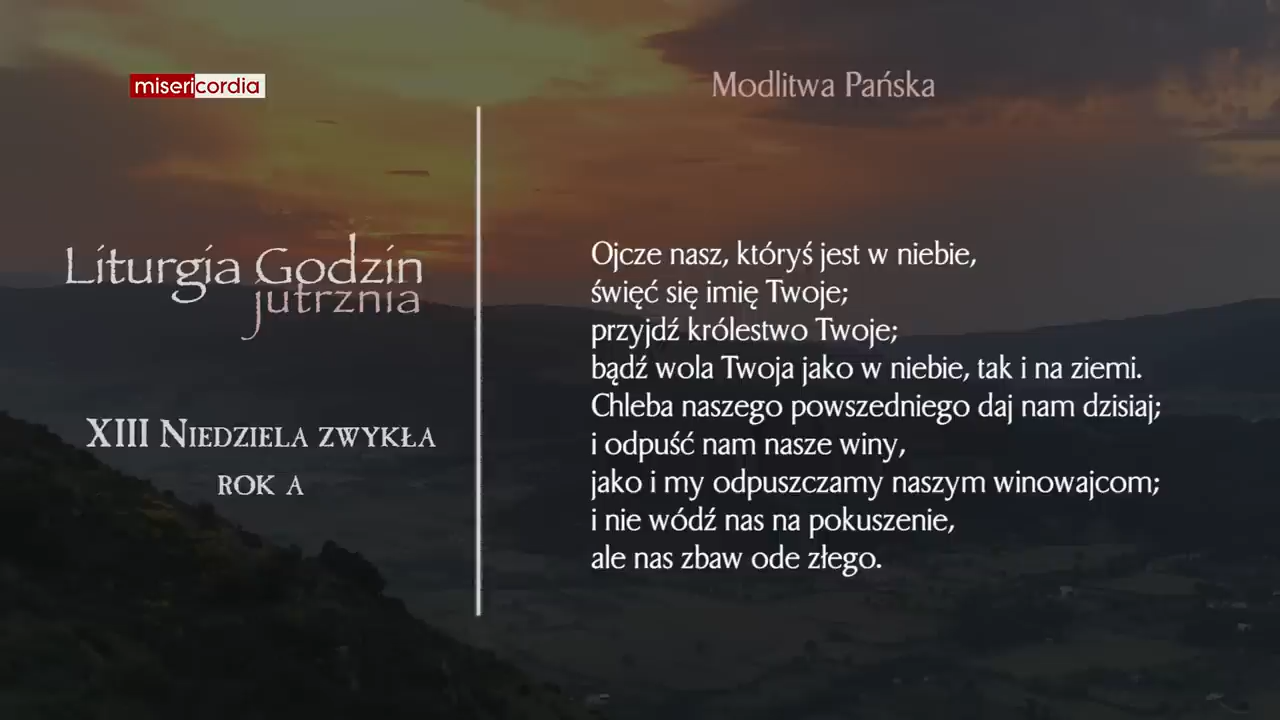 misericordia
Liturgia Godzin
jutrznia
XIII Niedziela zwykła
rok A
Modlitwa Pańska
Ojcze nasz, któryś jest w niebie,
święć się imię Twoje;
przyjdź królestwo Twoje;
bądź wola Twoja jako w niebie, tak i na ziemi.
Chleba naszego powszedniego daj nam dzisiaj;
i odpuść nam nasze winy,
jako i my odpuszczamy naszym winowajcom;
i nie wódź nas na pokuszenie,
ale nas zbaw ode złego.